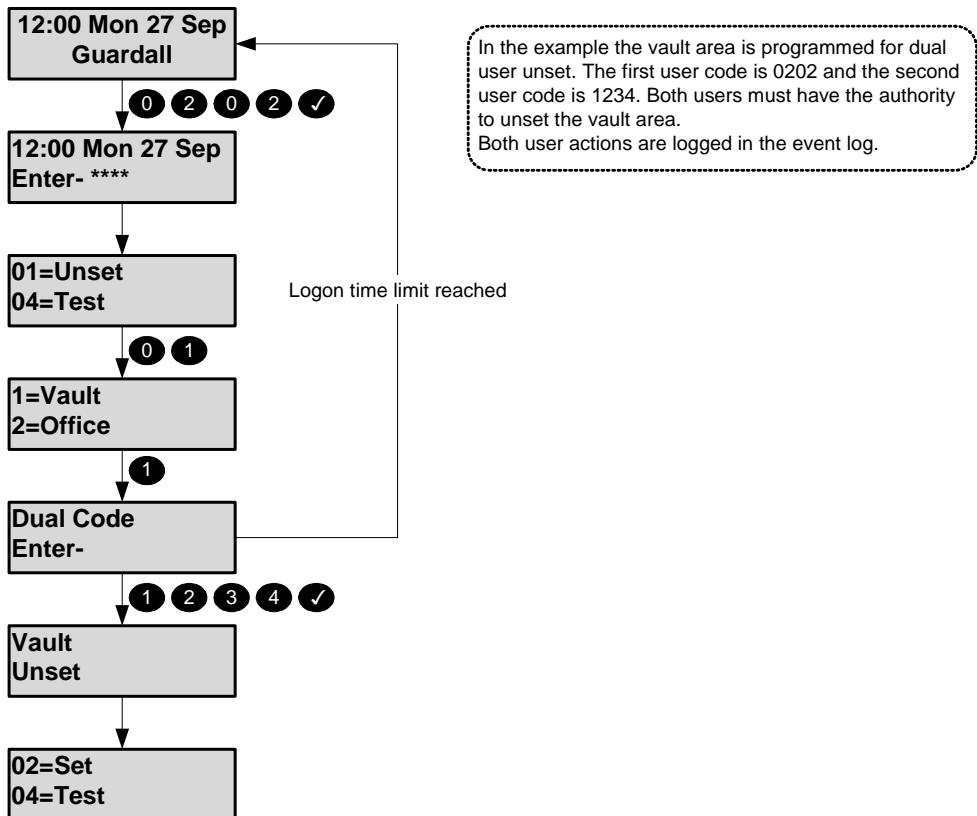 12:00 Mon 27 Sep
Guardall
0 2 0 2 ✓
12:00 Mon 27 Sep
Enter- ****
01=Unset
04=Test
0 1
1=Vault
2=Office
1
Dual Code
Enter-
1 2 3 4 ✓
Vault
Unset
02=Set
04=Test
Logon time limit reached
In the example the vault area is programmed for dual
user unset. The first user code is 0202 and the second
user code is 1234. Both users must have the authority
to unset the vault area.
Both user actions are logged in the event log.